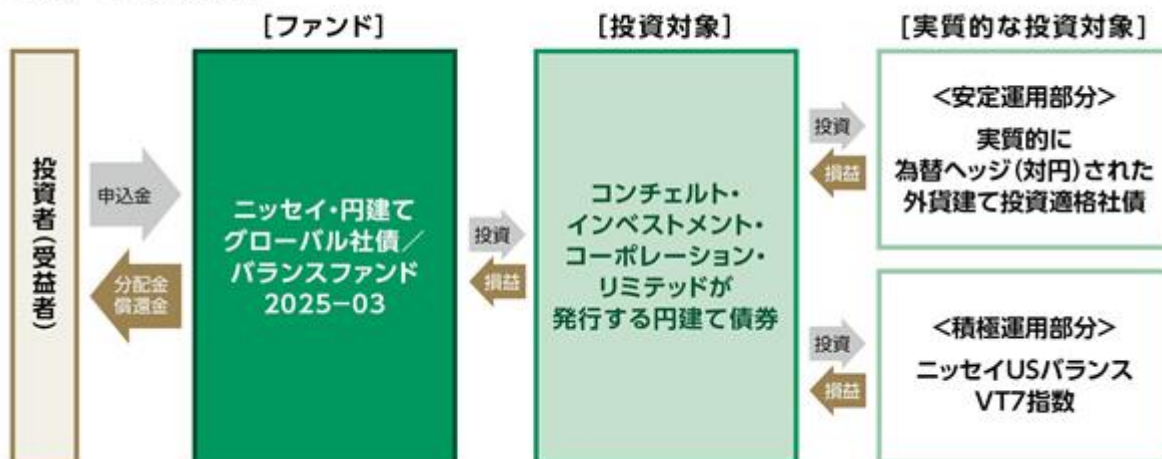 [ファンド]
[投資対象]
[実質的な投資対象]
投資者(受益者)
申込金
分配金
償還金
ニッセイ・円建て
グローバル社債／
バランスファンド
2025－03
投資
損益
コンチェルト・
インベストメント・
コーポレーション・
リミテッドが
発行する円建て債券
投資
損益
<安定運用部分>
実質的に
為替ヘッジ(対円)された
外貨建て投資適格社債
投資
損益
<積極運用部分>
ニッセイUSバランス
VT7指数